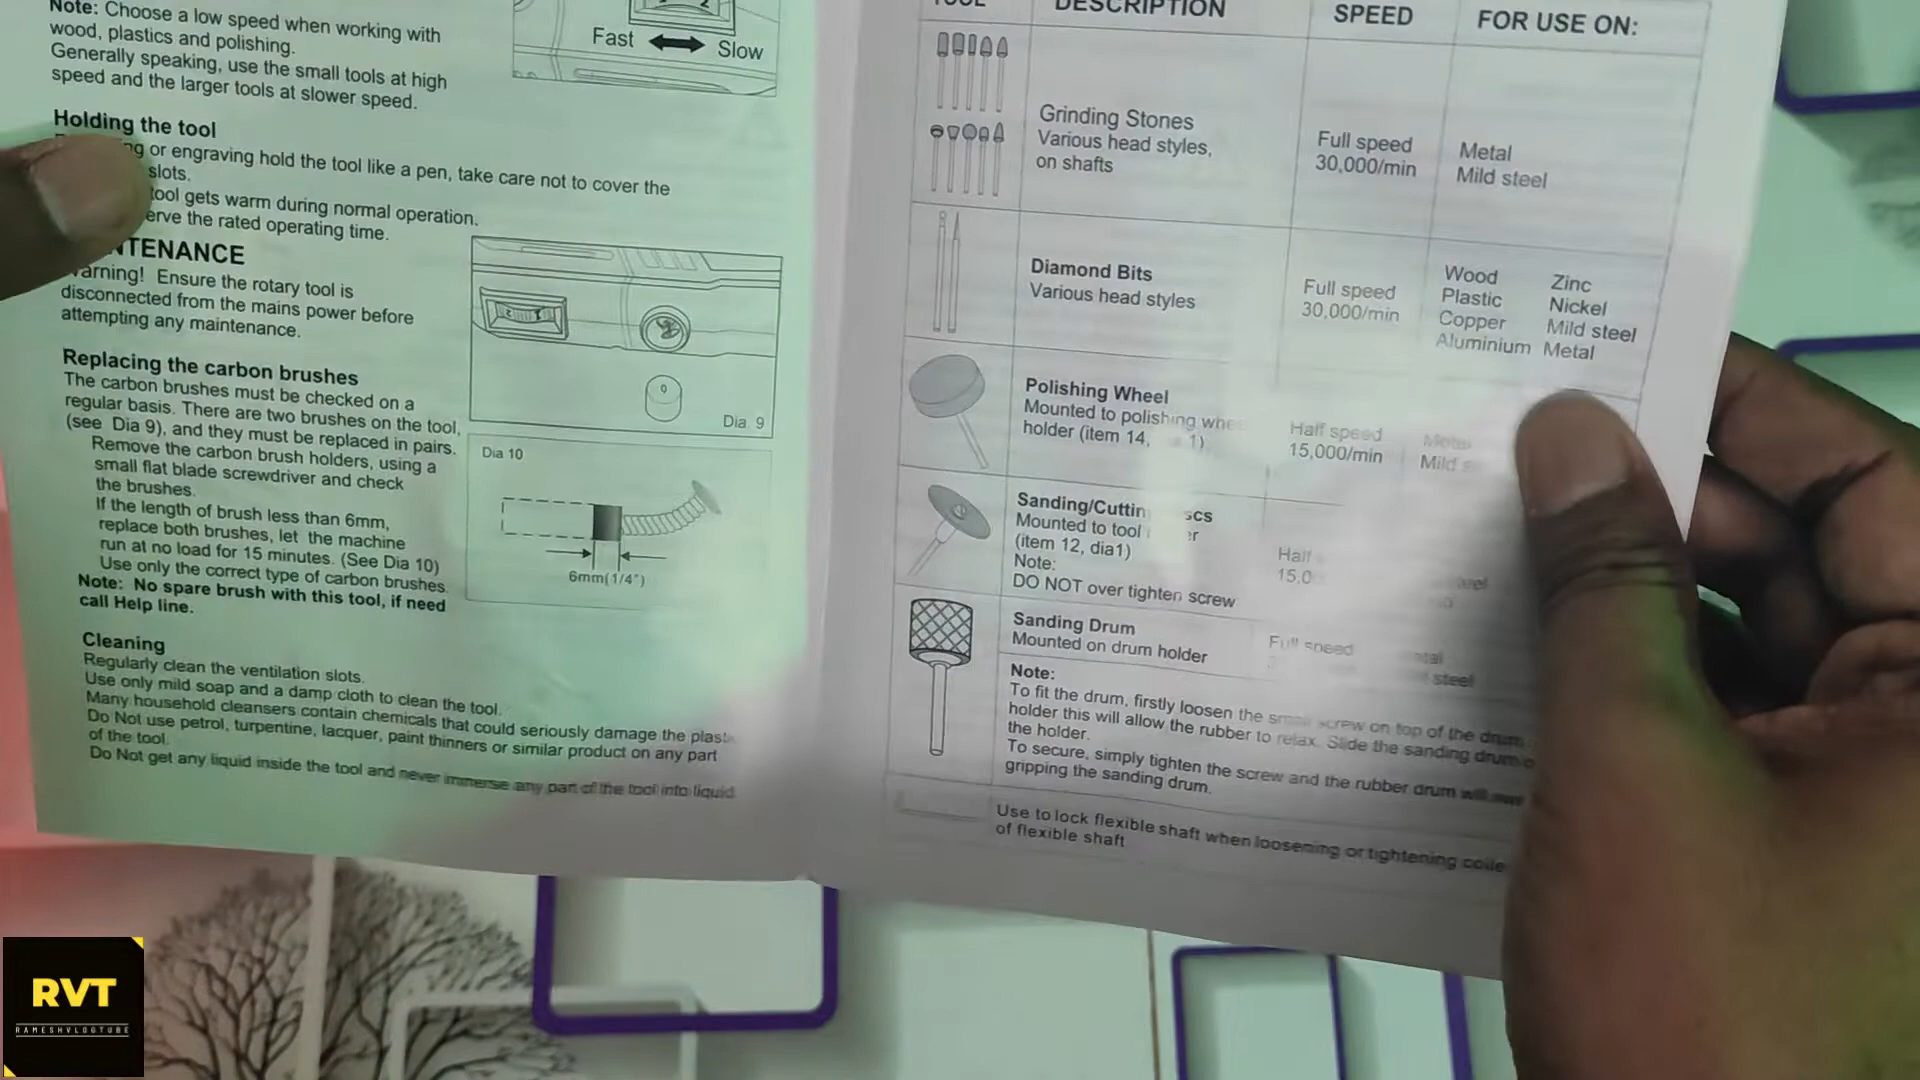 Note: Choose a low speed when working with
wood, plastics and polishing.
Generally speaking, use the small tools at high
speed and the larger tools at slower speed.
Fast Slow
Holding the tool
or engraving hold the tool like a pen, take care not to cover the
slots.
tool gets warm during normal operation.
the rated operating time.
Warning! Ensure the rotary tool is
disconnected from the mains power before
attempting any maintenance.
Replacing the carbon brushes
The carbon brushes must be checked on a
regular basis. There are two brushes on the tool,
(see Dia 9), and they must be replaced in pairs.
Remove the carbon brush holders, using a
small flat blade screwdriver and check
the brushes.
If the length of brush less than 6mm,
replace both brushes, let the machine
run at no load for 15 minutes. (See Dia 10)
Use only the correct type of carbon brushes.
Note: No spare brush with this tool, if need
call Help line.
Dia 9
Dia 10
6mm(1/4")
Cleaning
Regularly clean the ventilation slots.
Use only mild soap and a damp cloth to clean the tool.
Many household cleansers contain chemicals that could seriously damage the
Do Not use petrol, turpentine, lacquer, paint thinners or similar product on any part
of the tool.
Do Not get any liquid inside the tool and never immerse any part of the tool into liquid
TOOL DESCRIPTION SPEED FOR USE ON:
Grinding Stones
Various head styles,
on shafts
Full speed
30,000/min
Metal
Mild steel
Diamond Bits
Various head styles
Full speed
30,000/min
Wood Zinc
Plastic Nickel
Copper Mild steel
Aluminium Metal
Polishing Wheel
Mounted to polishing
holder (item 14, 1)
Half speed
15,000/min
Mild
Mounted to tool
(item 12, dia1)
Note:
DO NOT over tighten screw
Half
Sanding Drum
Mounted on drum holder
Full speed
steel
Note:
To fit the drum, firstly loosen the small screw on top of the drum
holder this will allow the rubber to relax. Slide the sanding drum
the holder.
To secure, simply tighten the screw and the rubber drum will
gripping the sanding drum.
Use to lock flexible shaft when loosening or tightening
of flexible shaft
RVT
RAMESHVLOGTUBE